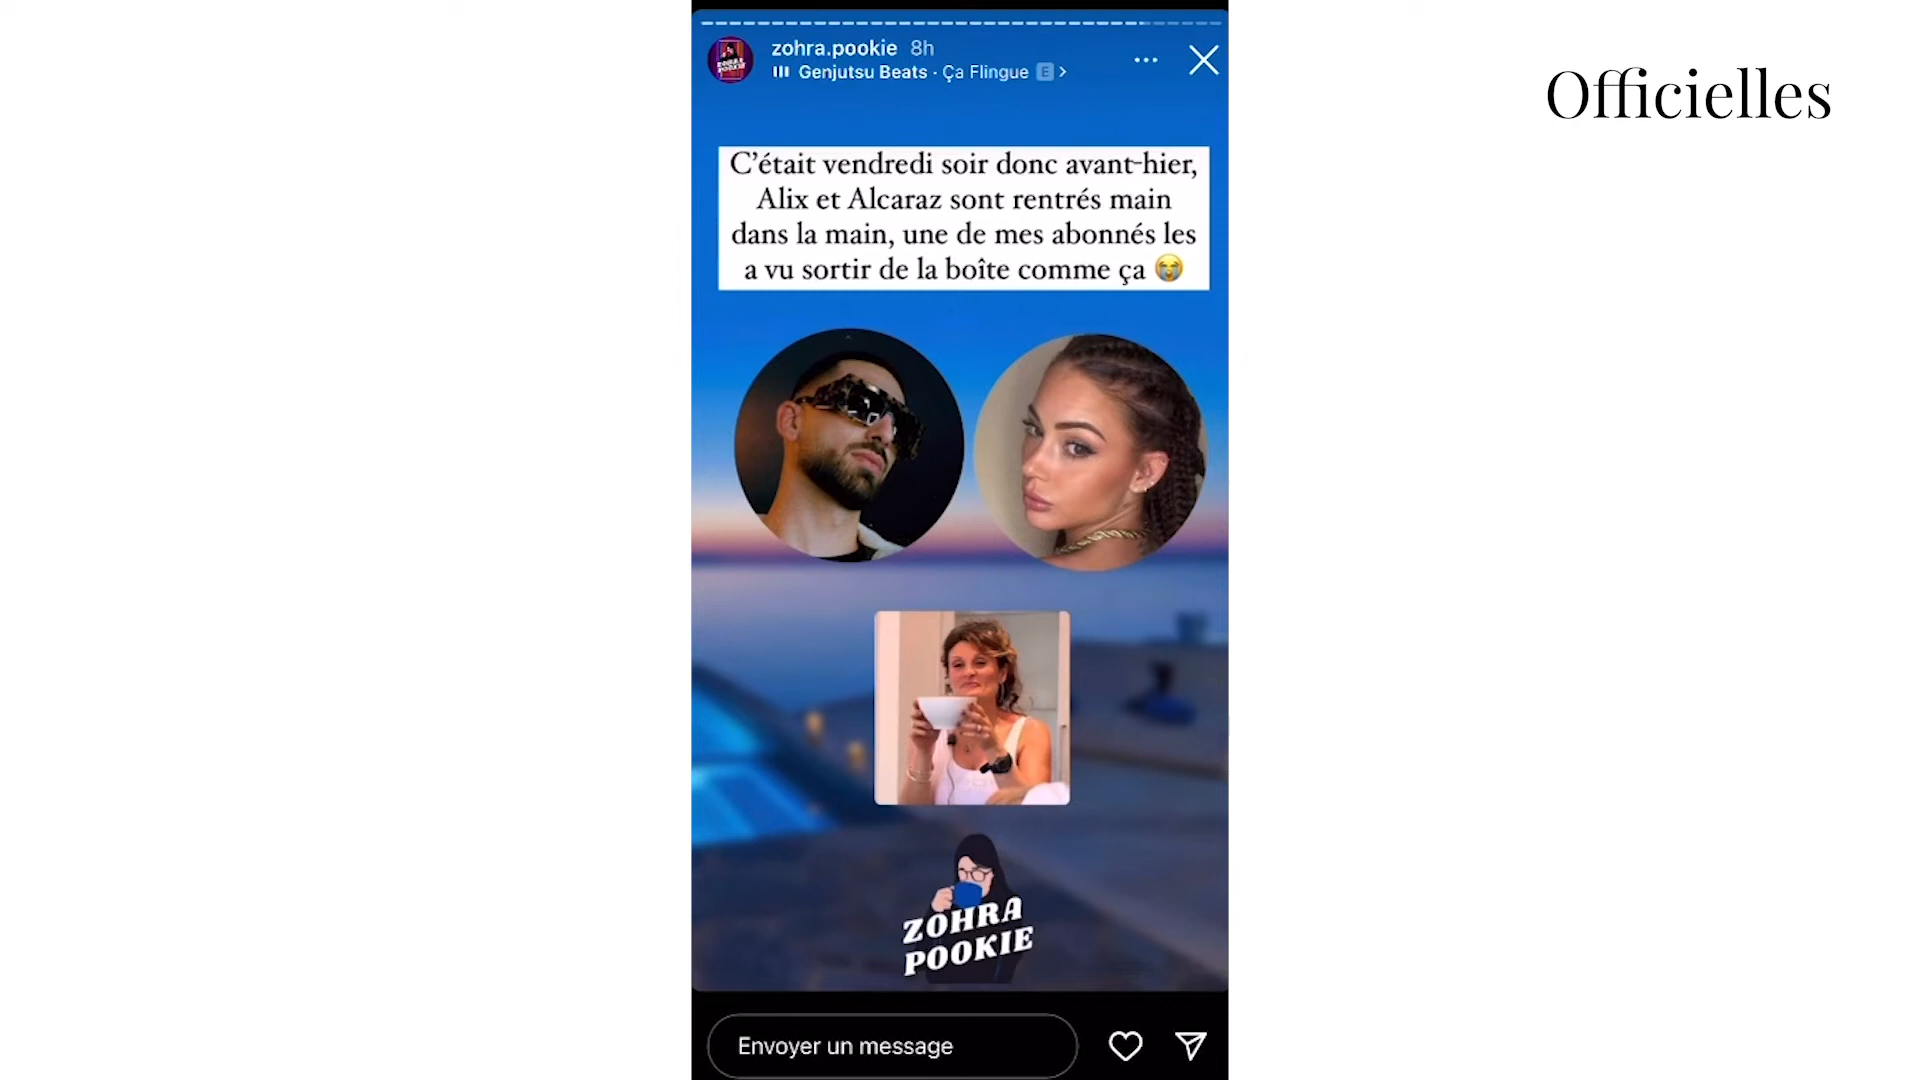 zohra.pookie 8h
Genjutsu Beats · Ça Flingue E
Officielles
C'était vendredi soir donc avant-hier,
Alix et Alcaraz sont rentrés main
dans la main, une de mes abonnés les
a vu sortir de la boîte comme ça 😭
ZOHRA
POOKIE
Envoyer un message